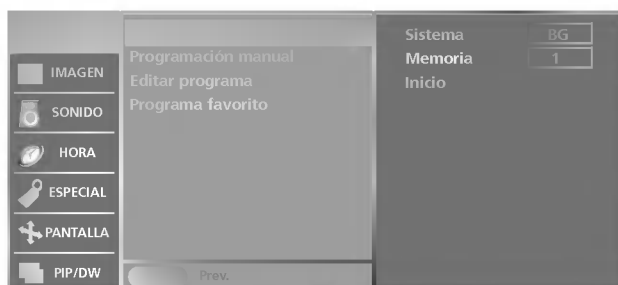 IMAGEN
SONIDO
HORA
ESPECIAL
PANTALLA
PIP/DW
Programación manual
Editar programa
Programa favorito
Prev.
Sistema BG
Memoria 1
Inicio